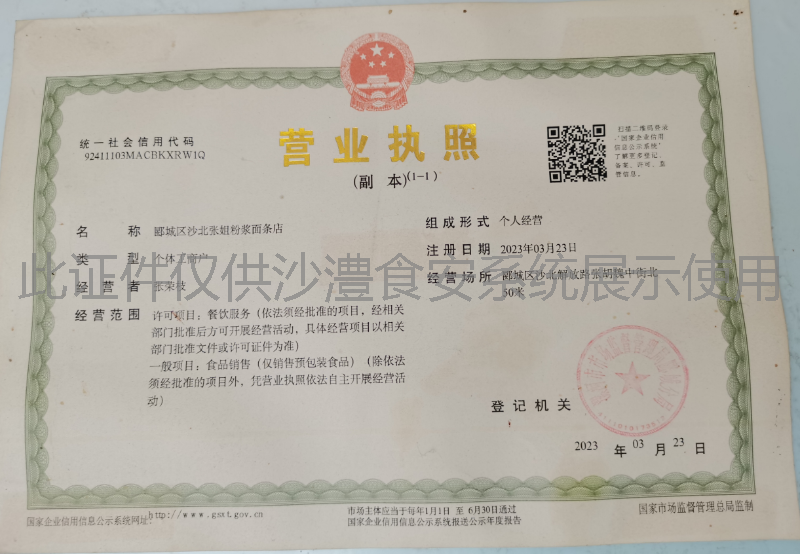 统一社会信用代码
92411103MACBKXRW1Q
营业执照
(副 本)(1-1)
扫描二维码登录
“国家企业信用
信息公示系统”
了解更多登记、
备案、许可、监
管信息。
名 称 郾城区沙北张姐粉浆面条店
类 型 个体工商户
经 营 者 张荣枝
经营范围 许可项目：餐饮服务（依法须经批准的项目，经相关
部门批准后方可开展经营活动，具体经营项目以相关
部门批准文件或许可证件为准）
一般项目：食品销售（仅销售预包装食品）（除依法
须经批准的项目外，凭营业执照依法自主开展经营活
动）
组成形式 个人经营
注册日期 2023年03月23日
经营场所 郾城区沙北解放路张胡魏中街北
50米
此证件仅供沙澧食安系统展示使用
登记机关
2023 年 03 月 23 日
国家企业信用信息公示系统网址：http://www.gsxt.gov.cn
市场主体应当于每年1月1日 至 6月30日通过
国家企业信用信息公示系统报送公示年度报告
国家市场监督管理总局监制